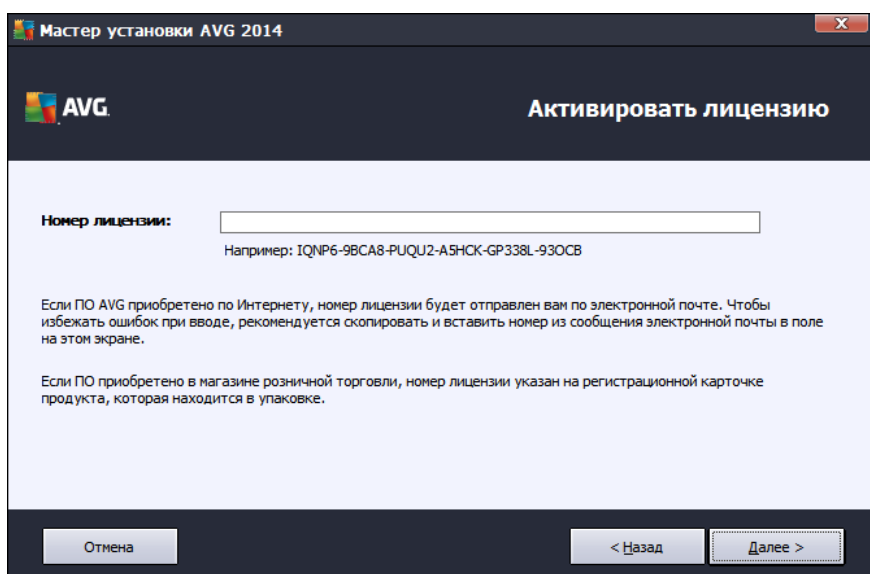 Мастер установки AVG 2014
X
AVG.
Активировать лицензию
Номер лицензии:
Например: IQNP6-9BCA8-PUQU2-A5HCK-GP338L-93OCB
Если ПО AVG приобретено по Интернету, номер лицензии будет отправлен вам по электронной почте. Чтобы
избежать ошибок при вводе, рекомендуется скопировать и вставить номер из сообщения электронной почты в поле
на этом экране.
Если ПО приобретено в магазине розничной торговли, номер лицензии указан на регистрационной карточке
продукта, которая находится в упаковке.
Отмена
< Назад
Далее >